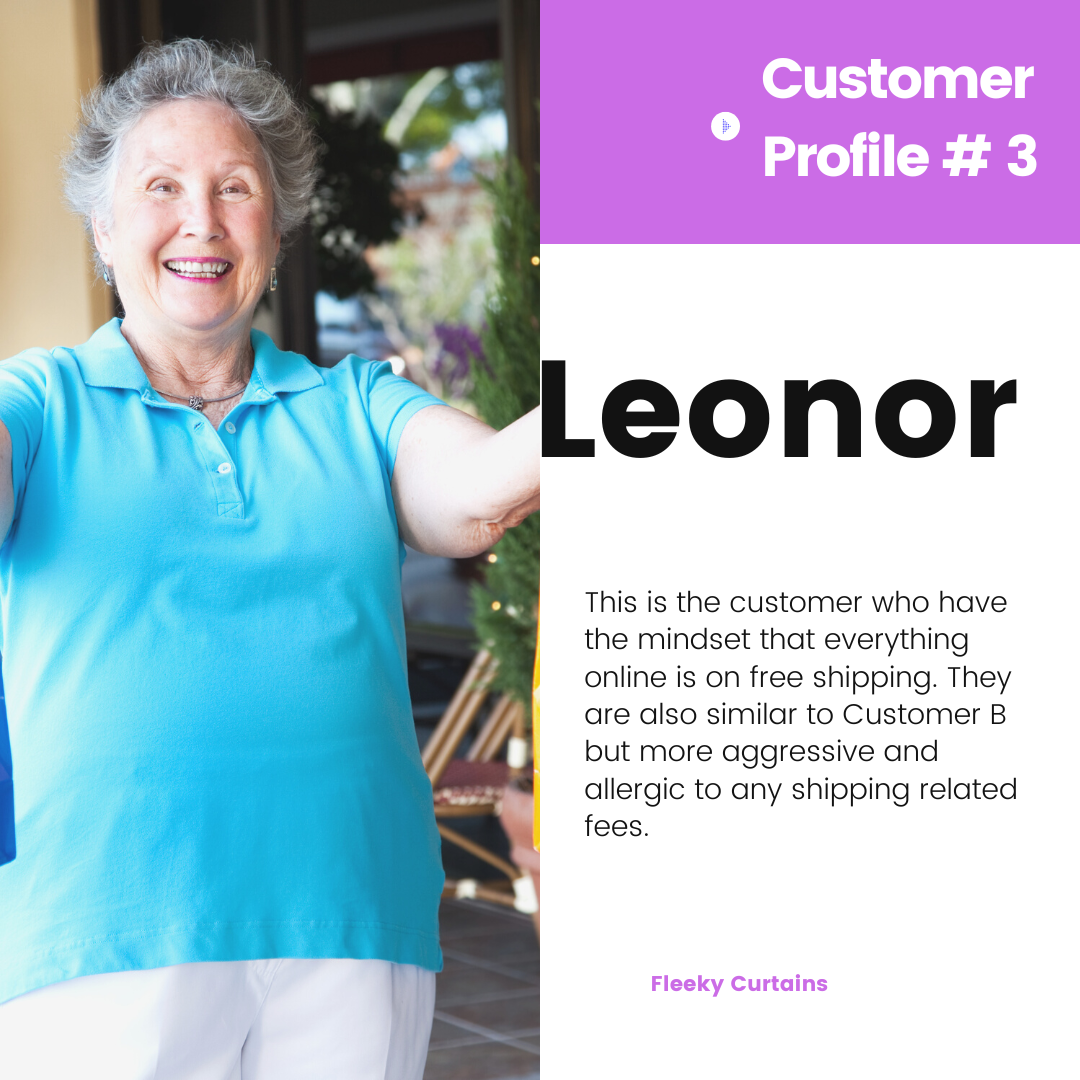 Customer
Profile # 3
Leonor
This is the customer who have
the mindset that everything
online is on free shipping. They
are also similar to Customer B
but more aggressive and
allergic to any shipping related
fees.
Fleeky Curtains